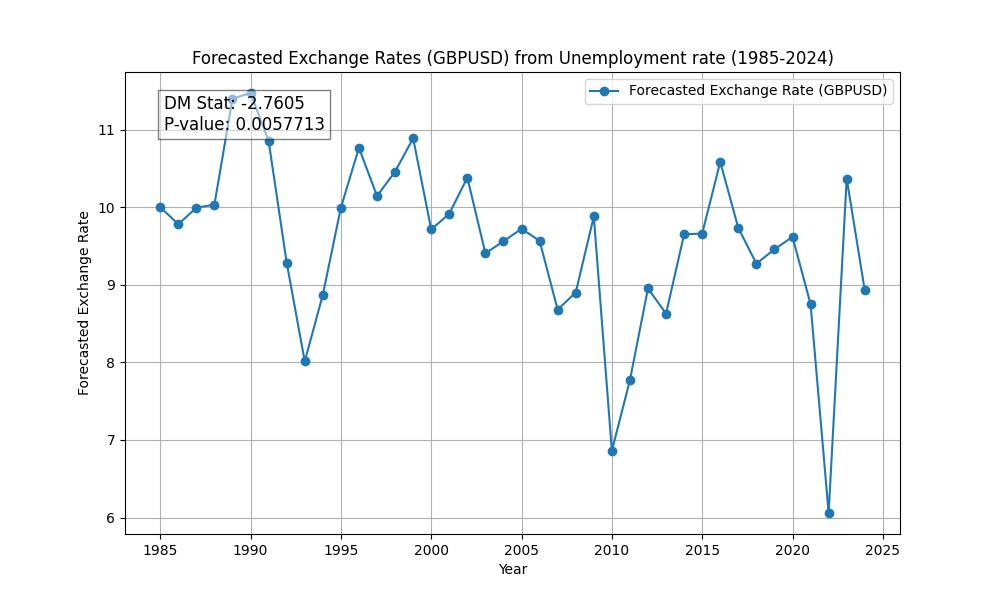 Forecasted Exchange Rates (GBPUSD) from Unemployment rate (1985-2024)
DM Stat: -2.7605
P-value: 0.0057713
Forecasted Exchange Rate (GBPUSD)
Forecasted Exchange Rate
11
10
9
8
7
6
1985 1990 1995 2000 2005 2010 2015 2020 2025
Year